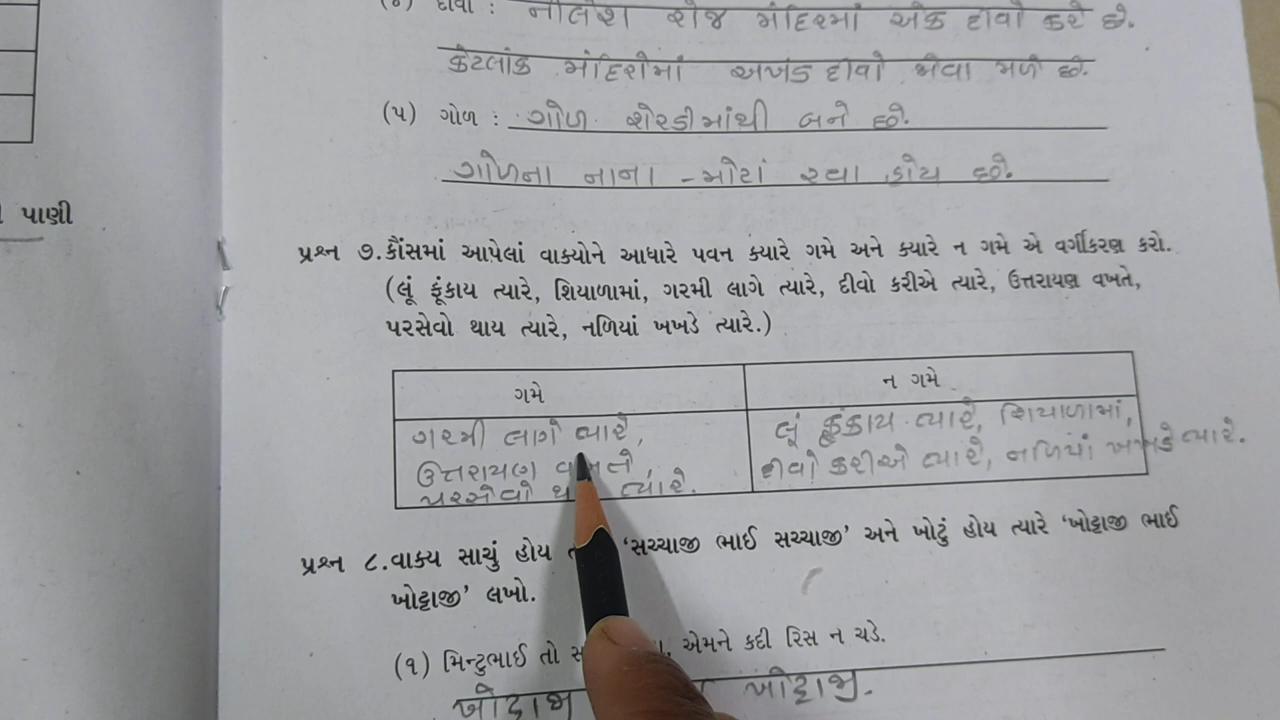 (૪) દીવો : નીલેશ રોજ મંદિરમાં એક દીવો કરે છે.
કેટલાંક મંદિરોમાં અખંડ દીવો જોવા મળે છે.
(૫) ગોળ : ગોળ શેરડીમાંથી બને છે.
ગોળના નાના - મોટાં રવા હોય છે.
પાણી
પ્રશ્ન ૭. કૌંસમાં આપેલાં વાક્યોને આધારે પવન ક્યારે ગમે અને ક્યારે ન ગમે એ વર્ગીકરણ કરો.
(લૂં ફૂંકાય ત્યારે, શિયાળામાં, ગરમી લાગે ત્યારે, દીવો કરીએ ત્યારે, ઉત્તરાયણ વખતે,
પરસેવો થાય ત્યારે, નળિયાં ખખડે ત્યારે.)
ગમે
ન ગમે
ગરમી લાગે ત્યારે,
ઉત્તરાયણ વખતે,
પરસેવો ત્યારે.
લૂં ફૂંકાય ત્યારે, શિયાળામાં,
દીવો કરીએ ત્યારે, નળિયાં ખખડે ત્યારે.
પ્રશ્ન ૮. વાક્ય સાચું હોય 'સચ્ચાજી ભાઈ સચ્ચાજી' અને ખોટું હોય ત્યારે 'ખોટ્ટાજી ભાઈ
ખોટ્ટાજી' લખો.
(૧) મિન્ટુભાઈ તો એમને કદી રિસ ન ચડે.
ખોટ્ટાજી ખોટ્ટાજી.